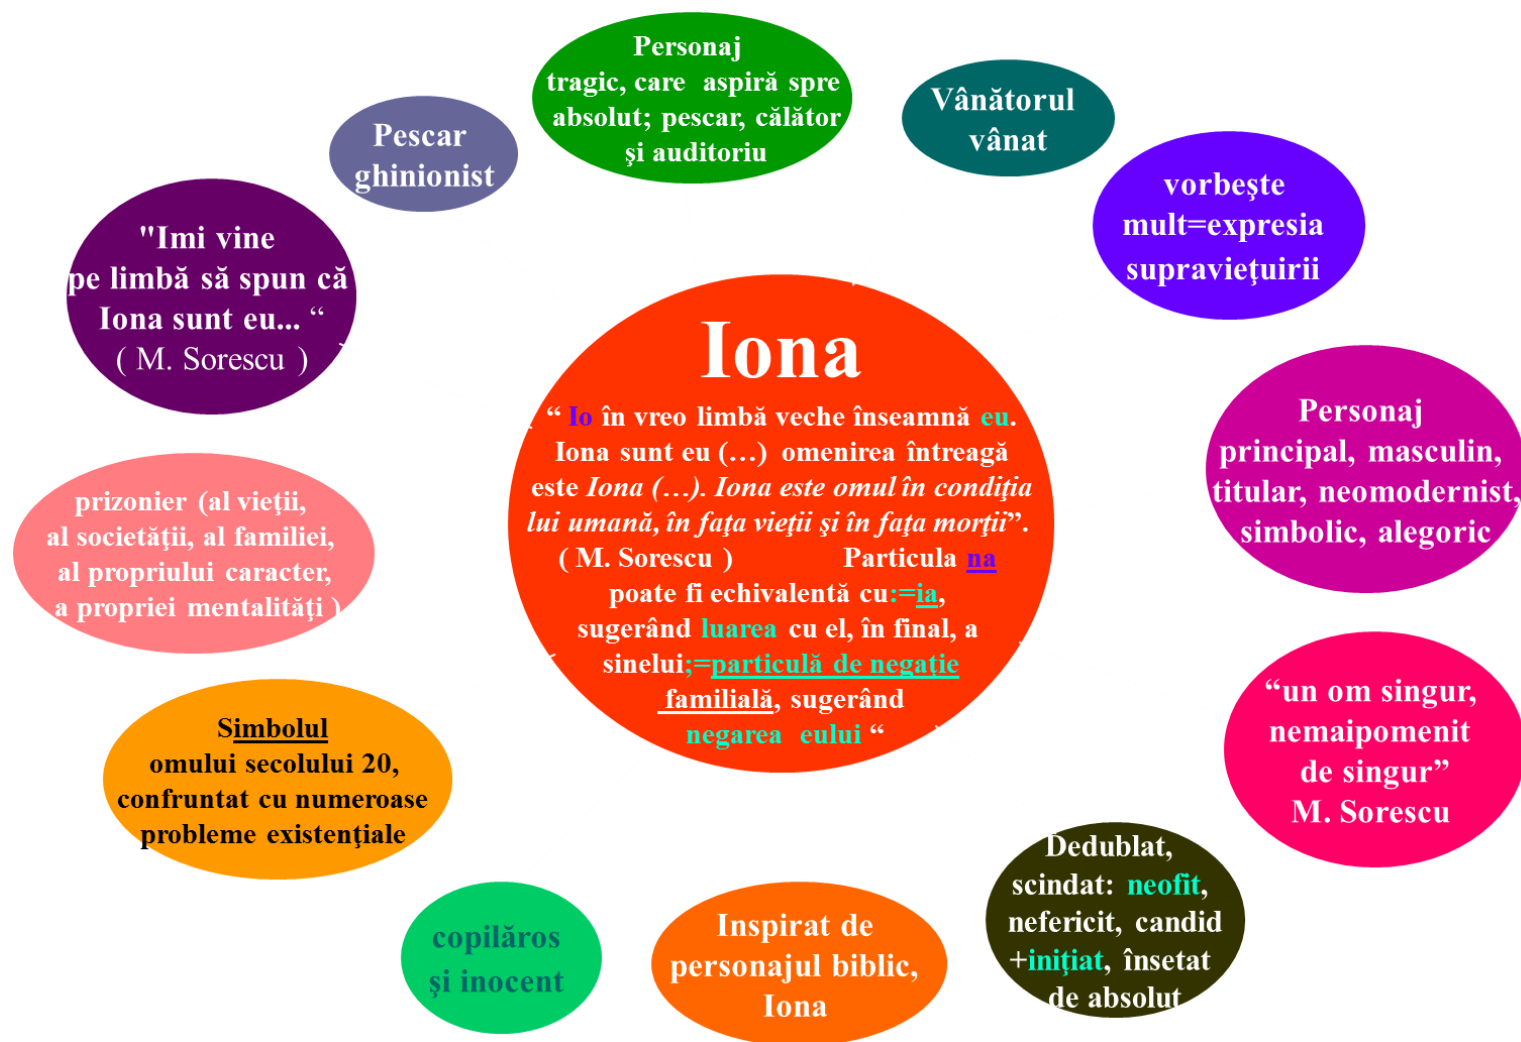 Personaj
tragic, care aspiră spre
absolut; pescar, călător
şi auditoriu
Vânătorul
vânat
Pescar
ghinionist
vorbeşte
mult=expresia
supravieţuirii
"Imi vine
pe limbă să spun că
Iona sunt eu... “
( M. Sorescu )
Iona
“ Io în vreo limbă veche înseamnă eu.
Iona sunt eu (…) omenirea întreagă
este Iona (…). Iona este omul în condiţia
lui umană, în faţa vieţii şi în faţa morţii”.
( M. Sorescu ) Particula na
poate fi echivalentă cu:=ia,
sugerând luarea cu el, în final, a
sinelui;=particulă de negaţie
familială, sugerând
negarea eului “
Personaj
principal, masculin,
titular, neomodernist,
simbolic, alegoric
prizonier (al vieţii,
al societăţii, al familiei,
al propriului caracter,
a propriei mentalităţi )
“un om singur,
nemaipomenit
de singur”
M. Sorescu
Simbolul
omului secolului 20,
confruntat cu numeroase
probleme existenţiale
Dedublat,
scindat: neofit,
nefericit, candid
+iniţiat, însetat
de absolut
copilăros
şi inocent
Inspirat de
personajul biblic,
Iona